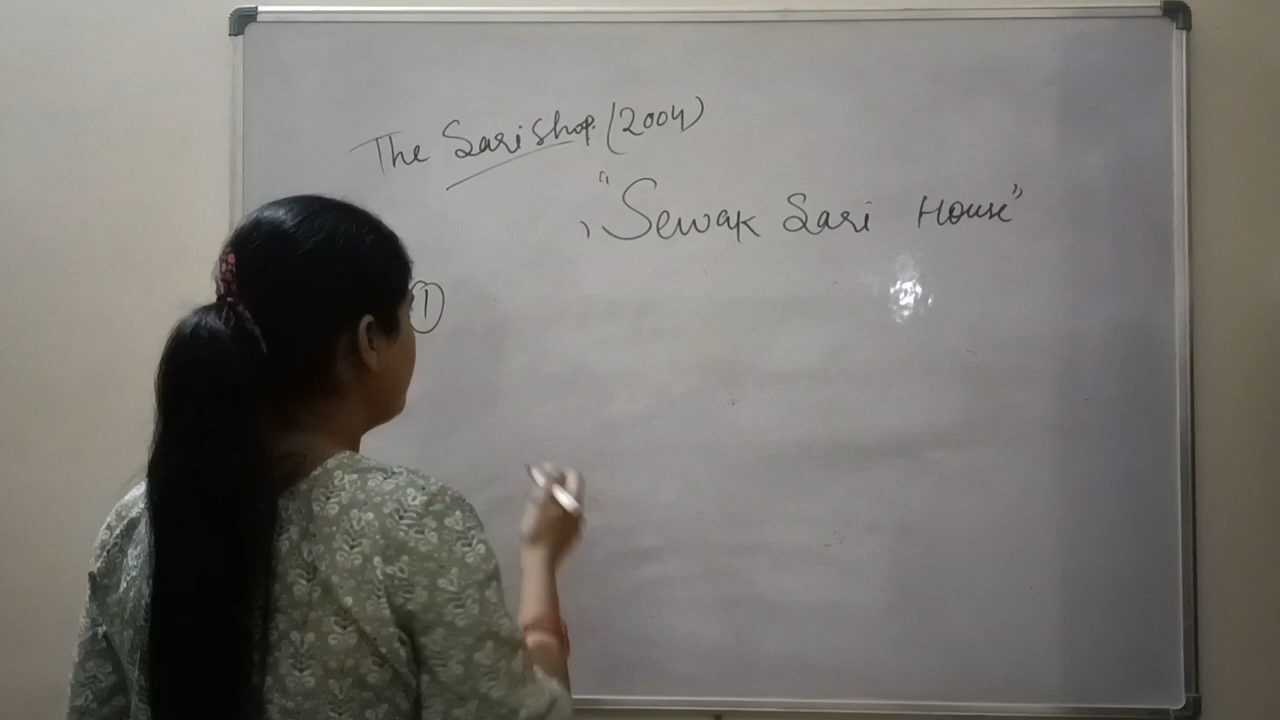 The Sari Shop (2004)
, "Sewak Sari House"
①